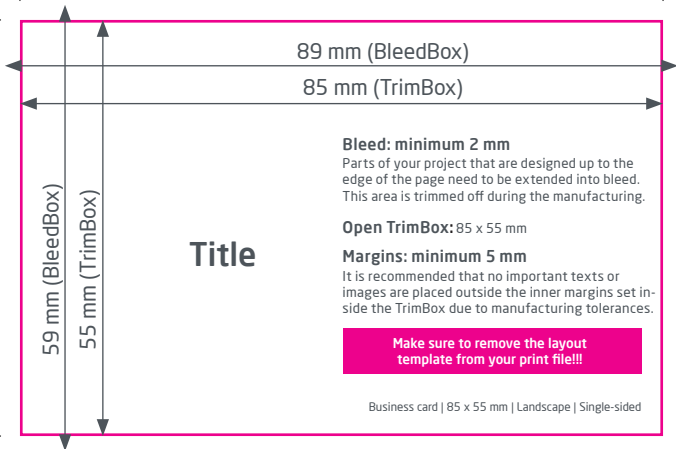 89 mm (BleedBox)
85 mm (TrimBox)
59 mm (BleedBox)
55 mm (TrimBox)
Title
Bleed: minimum 2 mm
Parts of your project that are designed up to the
edge of the page need to be extended into bleed.
This area is trimmed off during the manufacturing.
Open TrimBox: 85 x 55 mm
Margins: minimum 5 mm
It is recommended that no important texts or
images are placed outside the inner margins set in-
side the TrimBox due to manufacturing tolerances.
Make sure to remove the layout
template from your print file!!!
Business card | 85 x 55 mm | Landscape | Single-sided